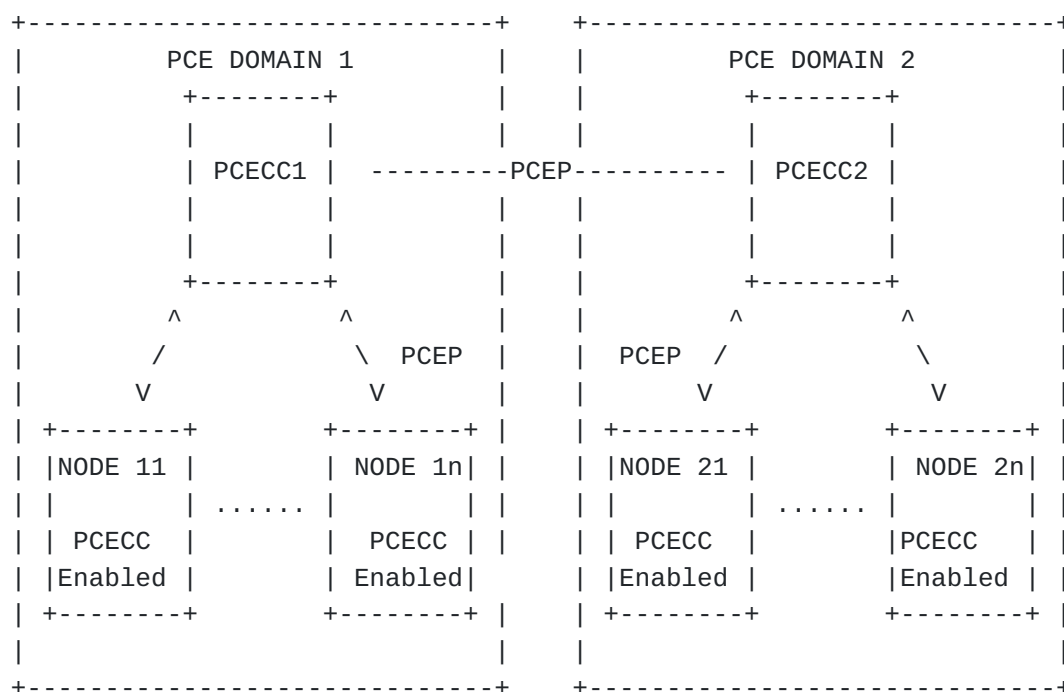 PCE DOMAIN 1 PCE DOMAIN 2
PCECC1 ---------PCEP---------- PCECC2
PCEP PCEP
V V V V
NODE 11 NODE 1n NODE 21 NODE 2n
...... ......
PCECC PCECC PCECC PCECC
Enabled Enabled Enabled Enabled